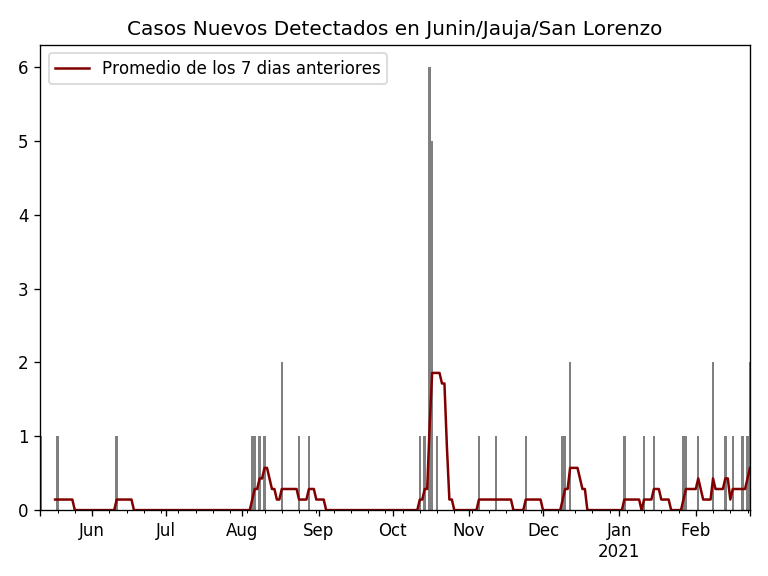 Casos Nuevos Detectados en Junin/Jauja/San Lorenzo
Promedio de los 7 dias anteriores
6
5
4
3
2
1
0
Jun Jul Aug Sep Oct Nov Dec Jan Feb
2021